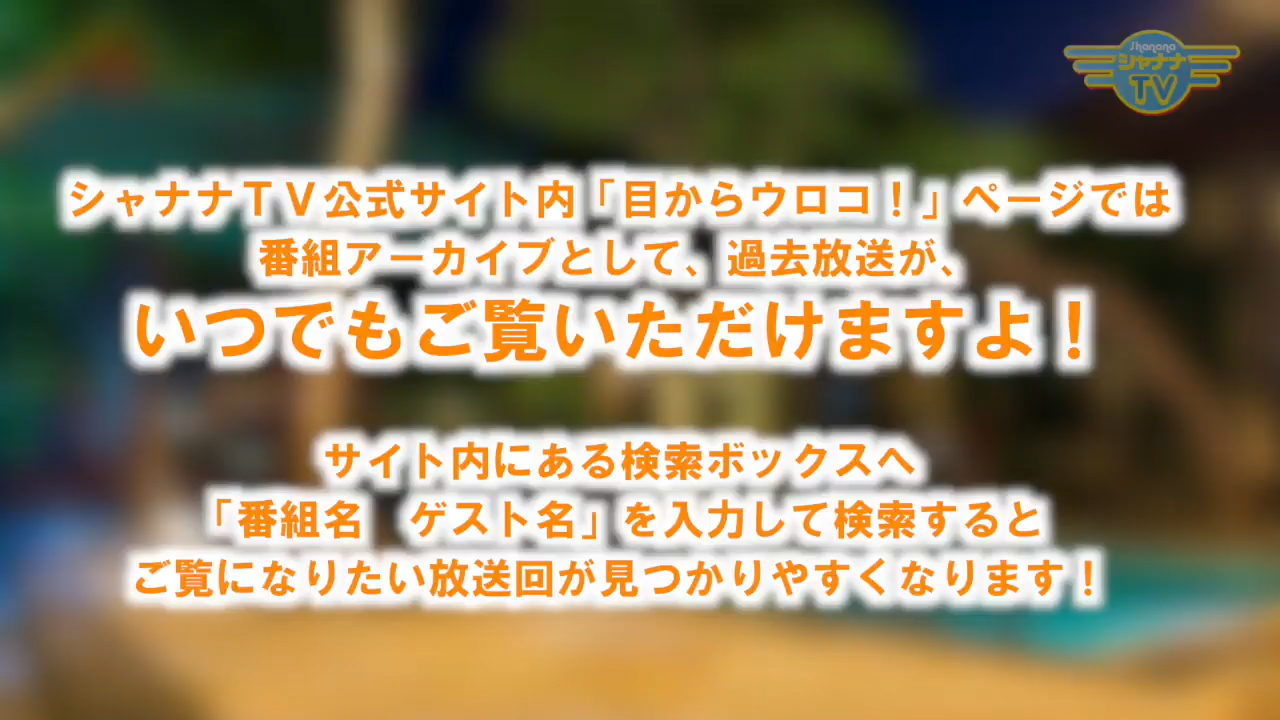 Shanana
シャナナ
TV
シャナナＴＶ公式サイト内「目からウロコ！」ページでは
番組アーカイブとして、過去放送が、
いつでもご覧いただけますよ！
サイト内にある検索ボックスへ
「番組名　ゲスト名」を入力して検索すると
ご覧になりたい放送回が見つかりやすくなります！